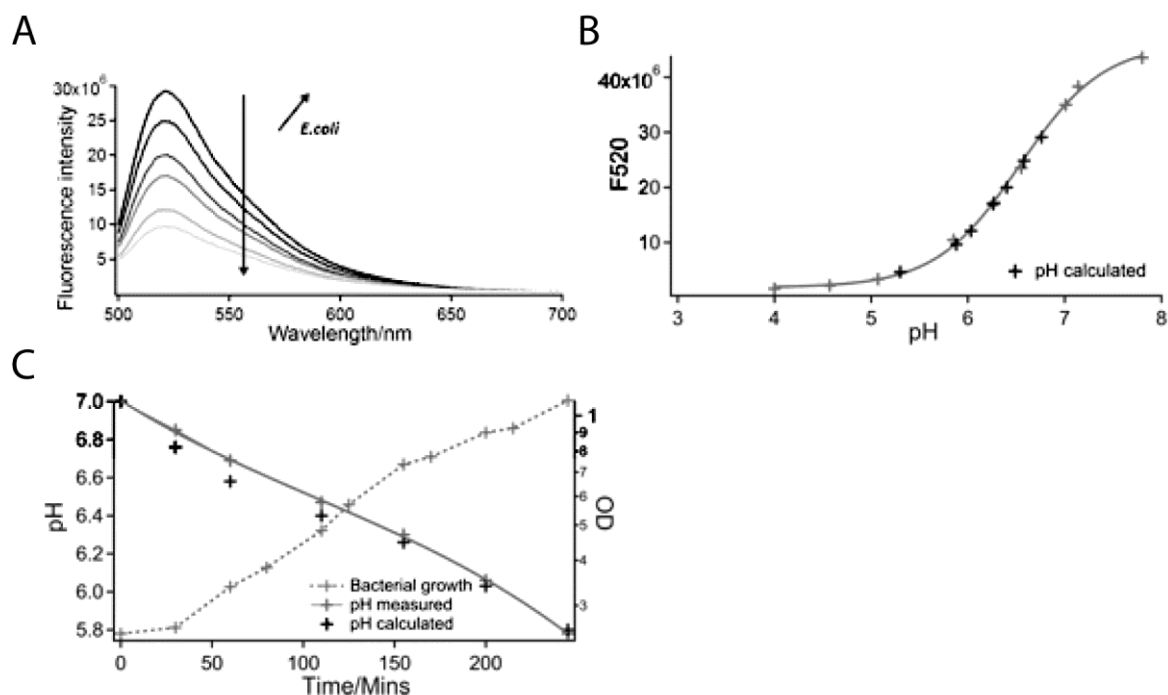 A
30x10⁶
25
20
15
10
5
Fluorescence intensity
E.coli
500
550
600
650
700
Wavelength/nm
B
40x10⁶
30
20
10
F520
pH calculated
3
4
5
6
7
8
pH
C
7.0
6.8
6.6
6.4
6.2
6.0
5.8
pH
1
9
8
7
6
5
4
3
OD
Bacterial growth
pH measured
pH calculated
0
50
100
150
200
Time/Mins